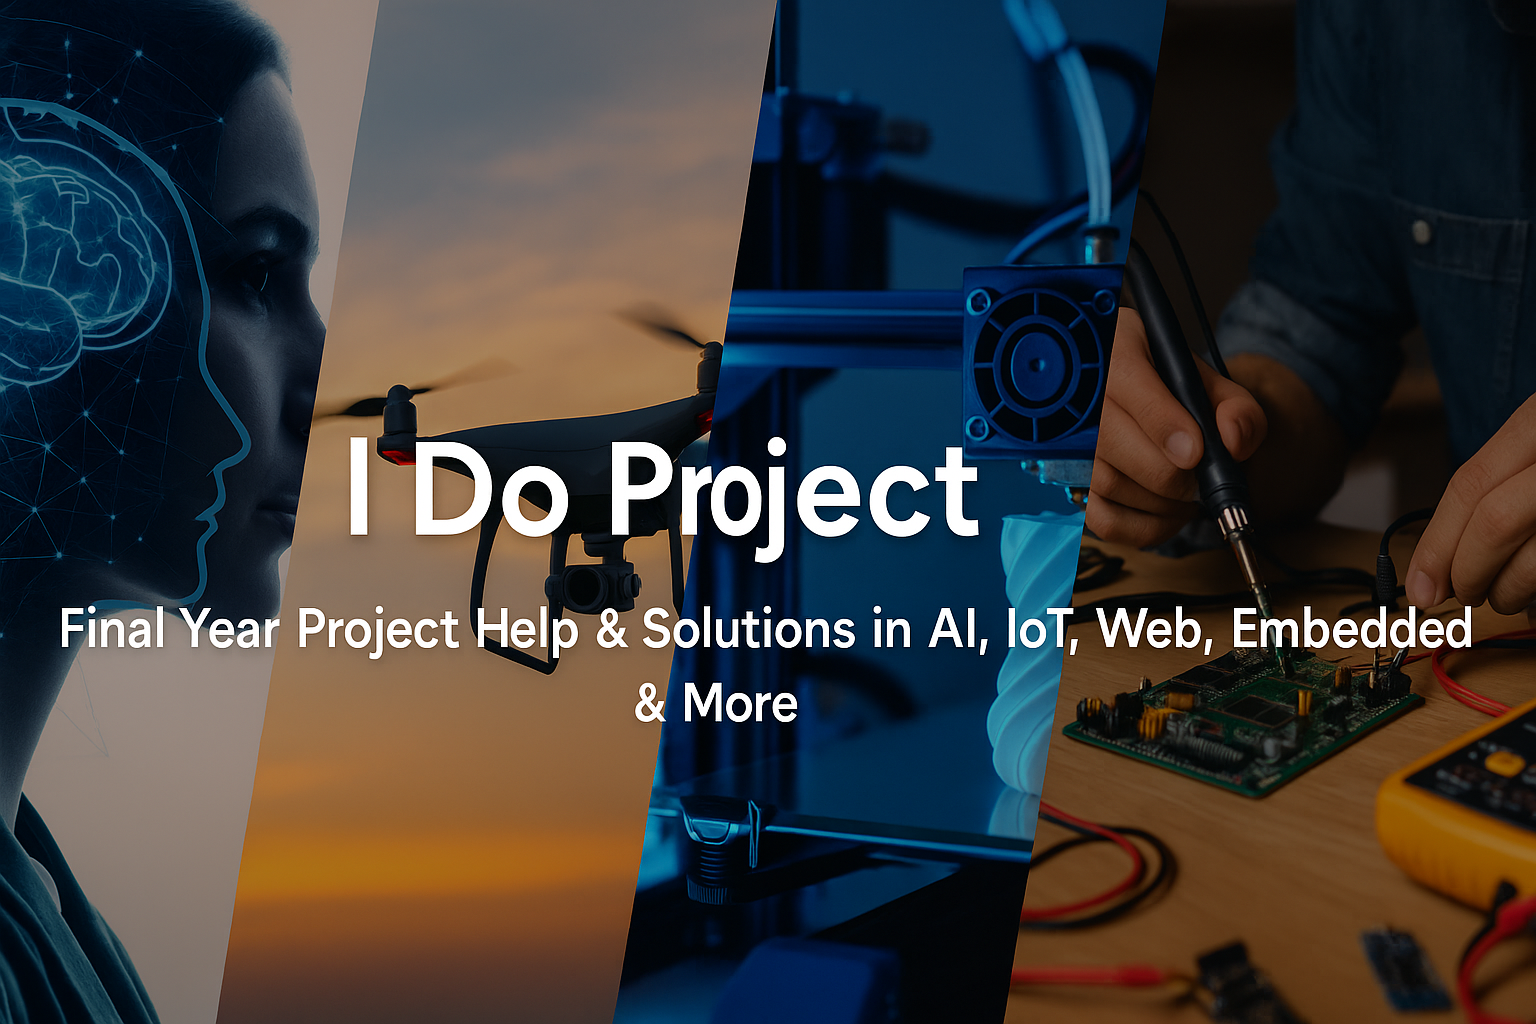 I Do Project
Final Year Project Help & Solutions in AI, IoT, Web, Embedded
& More